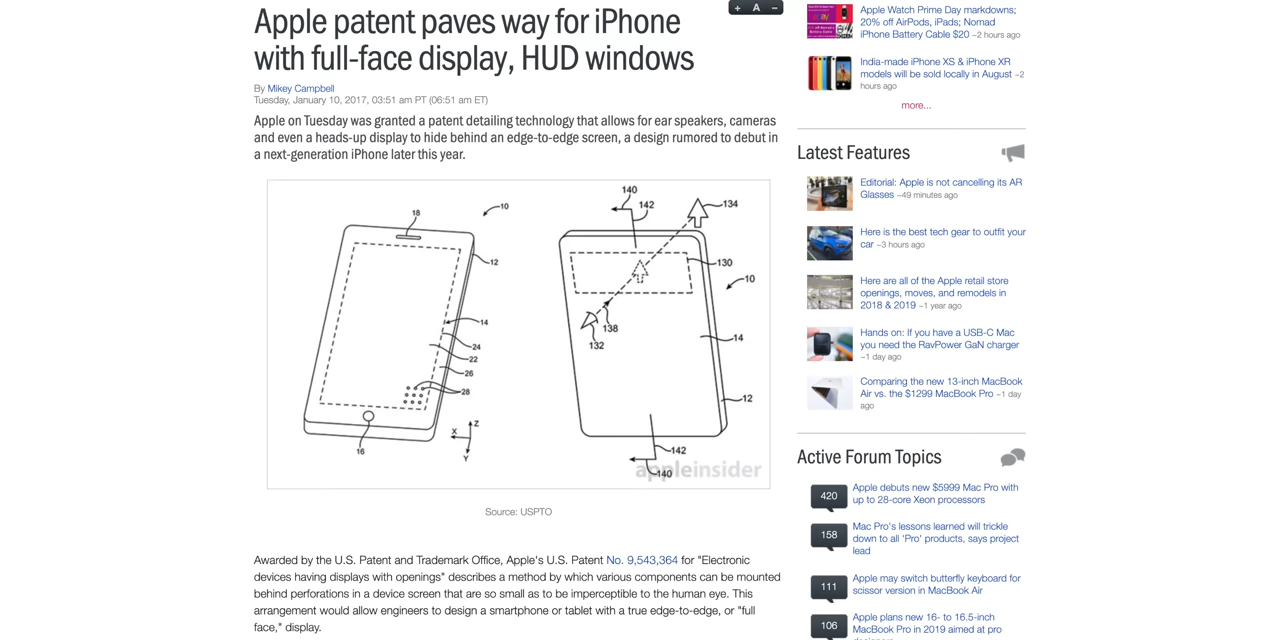 Apple patent paves way for iPhone
with full-face display, HUD windows
+ A −
By Mikey Campbell
Tuesday, January 10, 2017, 03:51 am PT (06:51 am ET)
Apple on Tuesday was granted a patent detailing technology that allows for ear speakers, cameras
and even a heads-up display to hide behind an edge-to-edge screen, a design rumored to debut in
a next-generation iPhone later this year.
18
10
12
14
24
22
26
28
16
X
Z
Y
140
142
134
130
10
138
132
14
12
142
140
appleinsider
Source: USPTO
Awarded by the U.S. Patent and Trademark Office, Apple's U.S. Patent No. 9,543,364 for "Electronic
devices having displays with openings" describes a method by which various components can be mounted
behind perforations in a device screen that are so small as to be imperceptible to the human eye. This
arrangement would allow engineers to design a smartphone or tablet with a true edge-to-edge, or "full
face," display.
Apple Watch Prime Day markdowns;
20% off AirPods, iPads; Nomad
iPhone Battery Cable $20 ~2 hours ago
India-made iPhone XS & iPhone XR
models will be sold locally in August ~2
hours ago
more...
Latest Features
Editorial: Apple is not cancelling its AR
Glasses ~49 minutes ago
Here is the best tech gear to outfit your
car ~3 hours ago
Here are all of the Apple retail store
openings, moves, and remodels in
2018 & 2019 ~1 year ago
Hands on: If you have a USB-C Mac
you need the RavPower GaN charger
~1 day ago
Comparing the new 13-inch MacBook
Air vs. the $1299 MacBook Pro ~1 day
ago
Active Forum Topics
420
Apple debuts new $5999 Mac Pro with
up to 28-core Xeon processors
158
Mac Pro's lessons learned will trickle
down to all 'Pro' products, says project
lead
111
Apple may switch butterfly keyboard for
scissor version in MacBook Air
106
Apple plans new 16- to 16.5-inch
MacBook Pro in 2019 aimed at pro